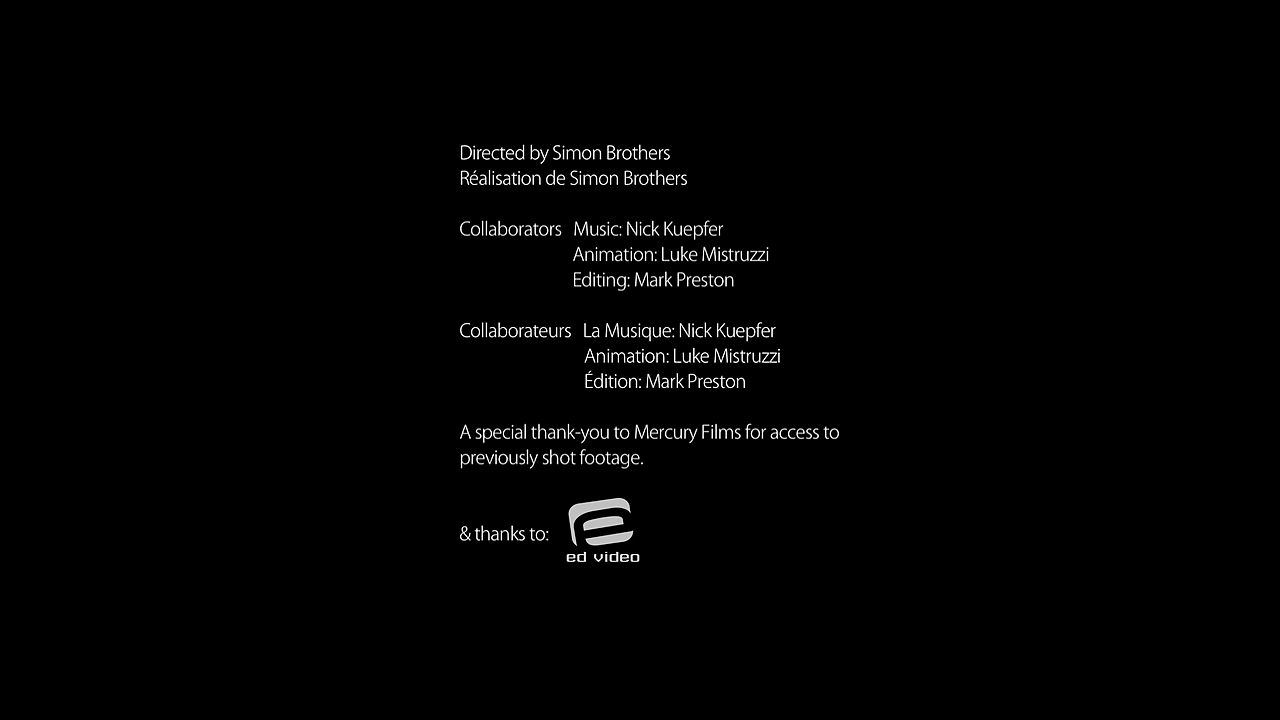 Directed by Simon Brothers
Réalisation de Simon Brothers
Collaborators Music: Nick Kuepfer
Animation: Luke Mistruzzi
Editing: Mark Preston
Collaborateurs La Musique: Nick Kuepfer
Animation: Luke Mistruzzi
Édition: Mark Preston
A special thank-you to Mercury Films for access to
previously shot footage.
& thanks to:
ed video